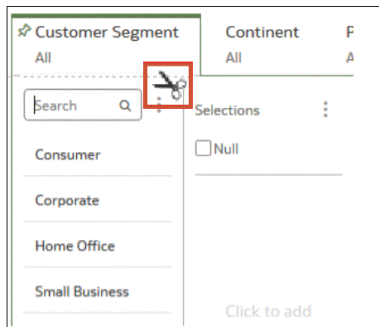 Customer Segment
All
Continent
All
P
A
Search
Selections
Null
Consumer
Corporate
Home Office
Small Business
Click to add